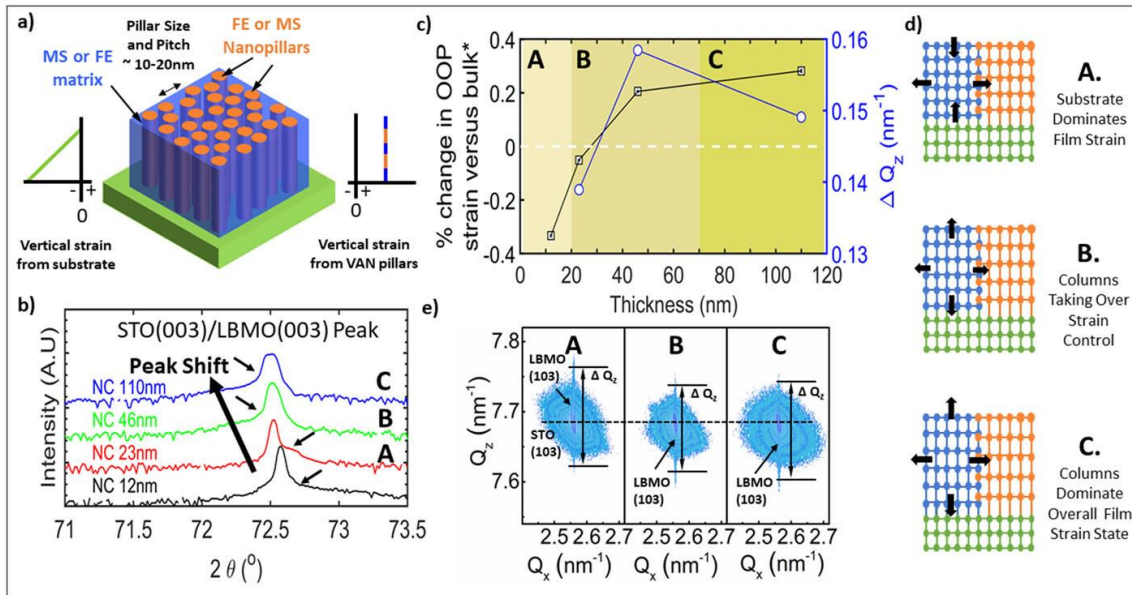 a)
Pillar Size
and Pitch
~ 10-20nm
FE or MS
Nanopillars
MS or FE
matrix
- +
0
Vertical strain
from substrate
- +
0
Vertical strain
from VAN pillars
b)
STO(003)/LBMO(003) Peak
Peak Shift
NC 110nm
C
NC 46nm
B
NC 23nm
A
NC 12nm
Intensity (A.U)
71 71.5 72 72.5 73 73.5
2 θ (°)
c)
A B C
% change in OOP
strain versus bulk*
0.4
0.2
0
-0.2
-0.4
0 20 40 60 80 100 120
Thickness (nm)
0.16
0.15
0.14
0.13
Δ Qz (nm-1)
d)
A.
Substrate
Dominates
Film Strain
B.
Columns
Taking Over
Strain
Control
C.
Columns
Dominate
Overall Film
Strain State
e)
A B C
7.8
7.7
7.6
Qz (nm-1)
LBMO
(103)
Δ Qz
STO
(103)
Δ Qz
LBMO
(103)
Δ Qz
LBMO
(103)
2.5 2.6 2.7 2.5 2.6 2.7 2.5 2.6 2.7
Qx (nm-1) Qx (nm-1) Qx (nm-1)